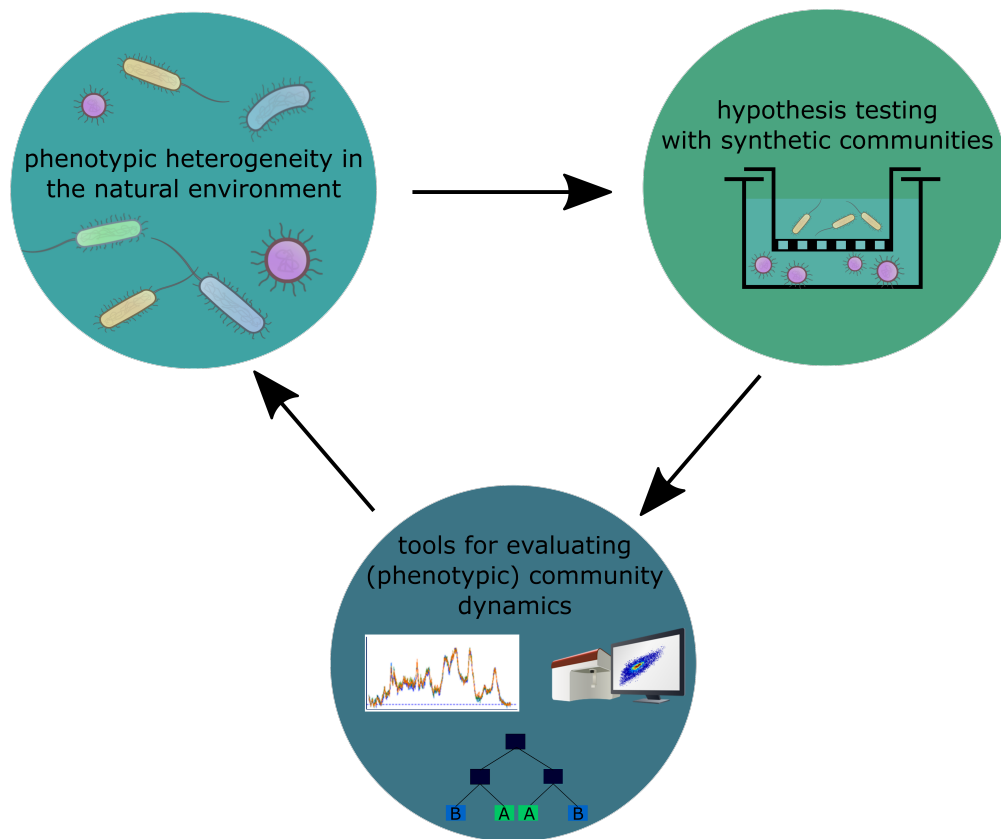 phenotypic heterogeneity in
the natural environment
hypothesis testing
with synthetic communities
tools for evaluating
(phenotypic) community
dynamics
B A A B